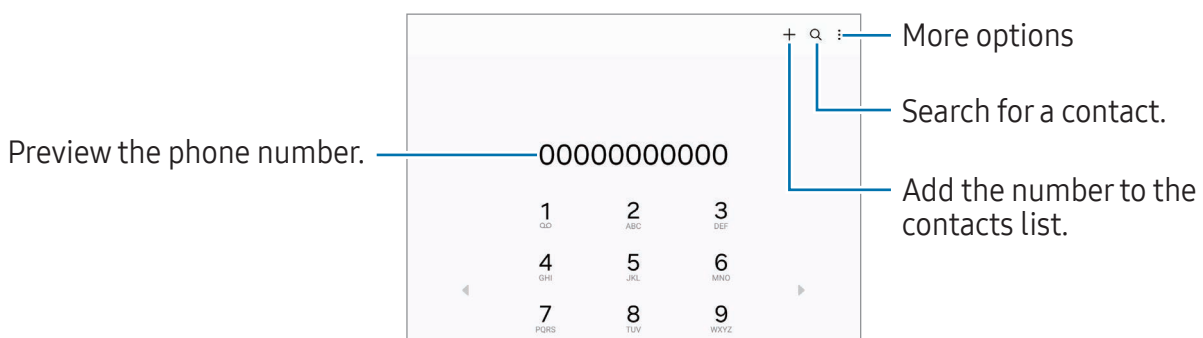 More options
Search for a contact.
Preview the phone number.
00000000000
Add the number to the
contacts list.
1 2 3
ABC DEF
4 5 6
GHI JKL MNO
7 8 9
PQRS TUV WXYZ